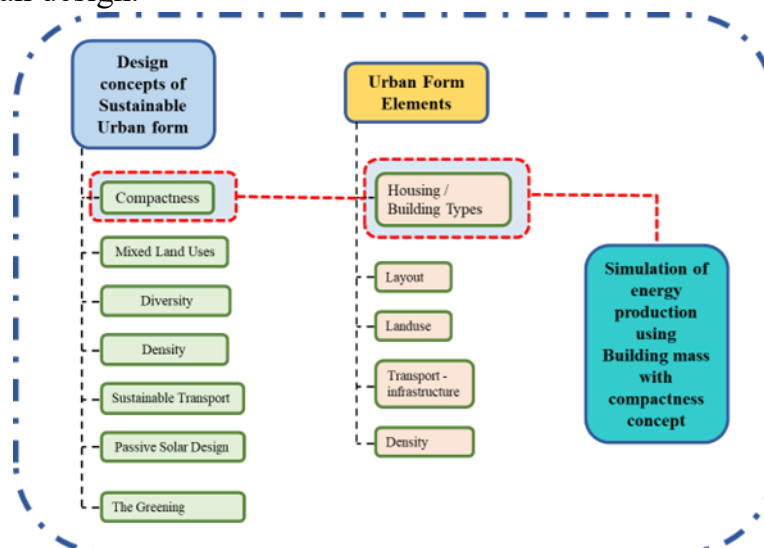 an design.
Design
concepts of
Sustainable
Urban form
Compactness
Mixed Land Uses
Diversity
Density
Sustainable Transport
Passive Solar Design
The Greening
Urban Form
Elements
Housing /
Building Types
Layout
Landuse
Transport -
infrastructure
Density
Simulation of
energy
production
using
Building mass
with
compactness
concept